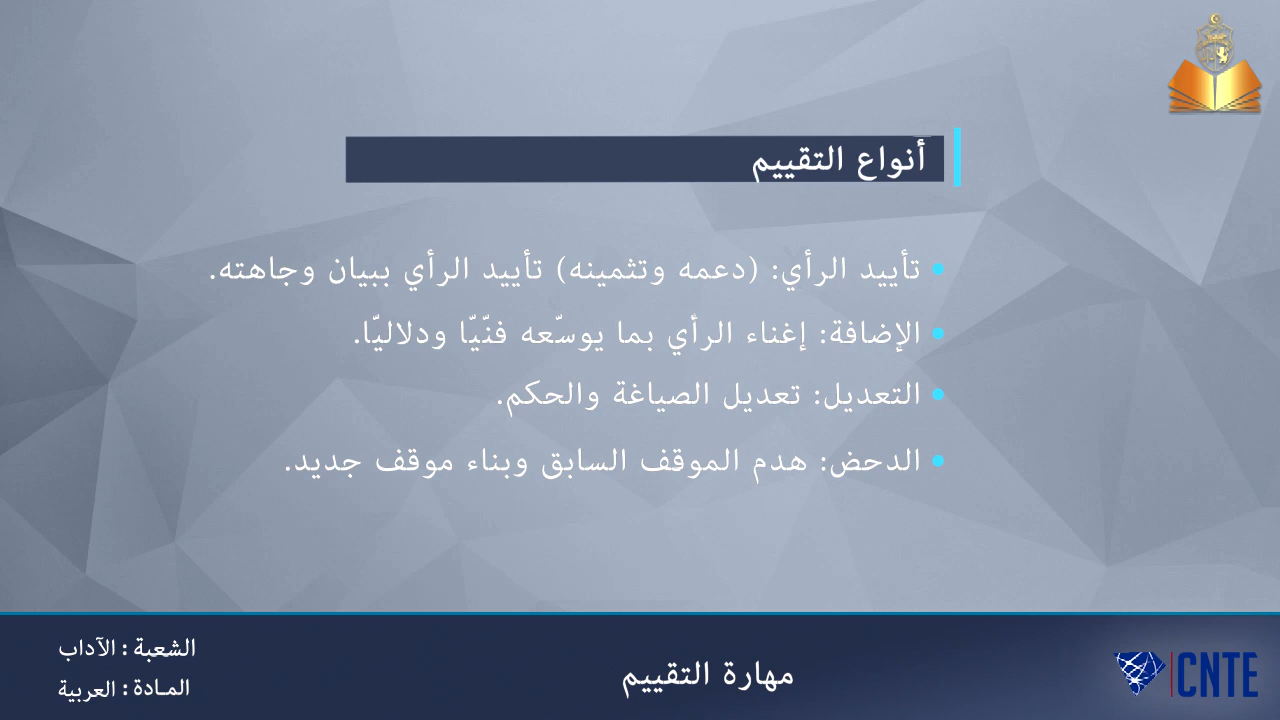 أنواع التقييم
تأييد الرأي: (دعمه وتثمينه) تأييد الرأي ببيان وجاهته.
الإضافة: إغناء الرأي بما يوسّعه فنّيّا ودلاليّا.
التعديل: تعديل الصياغة والحكم.
الدحض: هدم الموقف السابق وبناء موقف جديد.
الشعبة : الآداب
المـادة : العربية
مهارة التقييم
CNTE